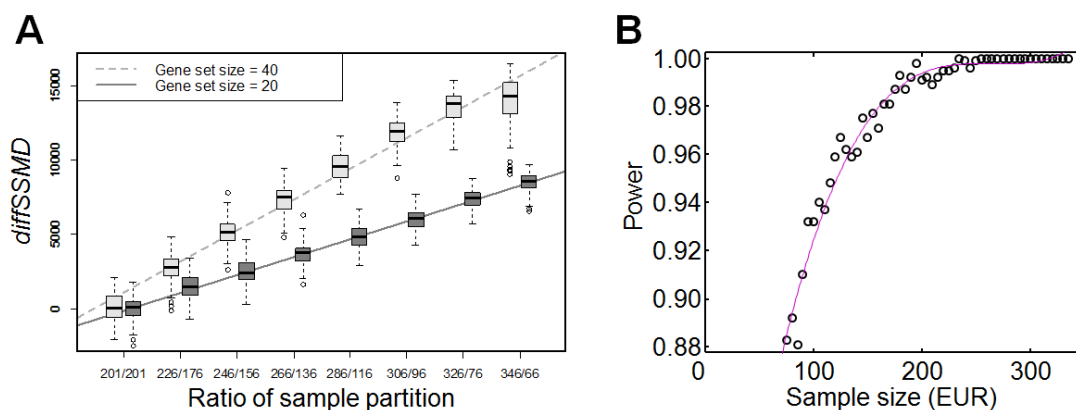 A
Gene set size = 40
Gene set size = 20
diffSSMD
15000
10000
5000
0
201/201 226/176 246/156 266/136 286/116 306/96 326/76 346/66
Ratio of sample partition
B
Power
1.00
0.98
0.96
0.94
0.92
0.90
0.88
0 100 200 300
Sample size (EUR)